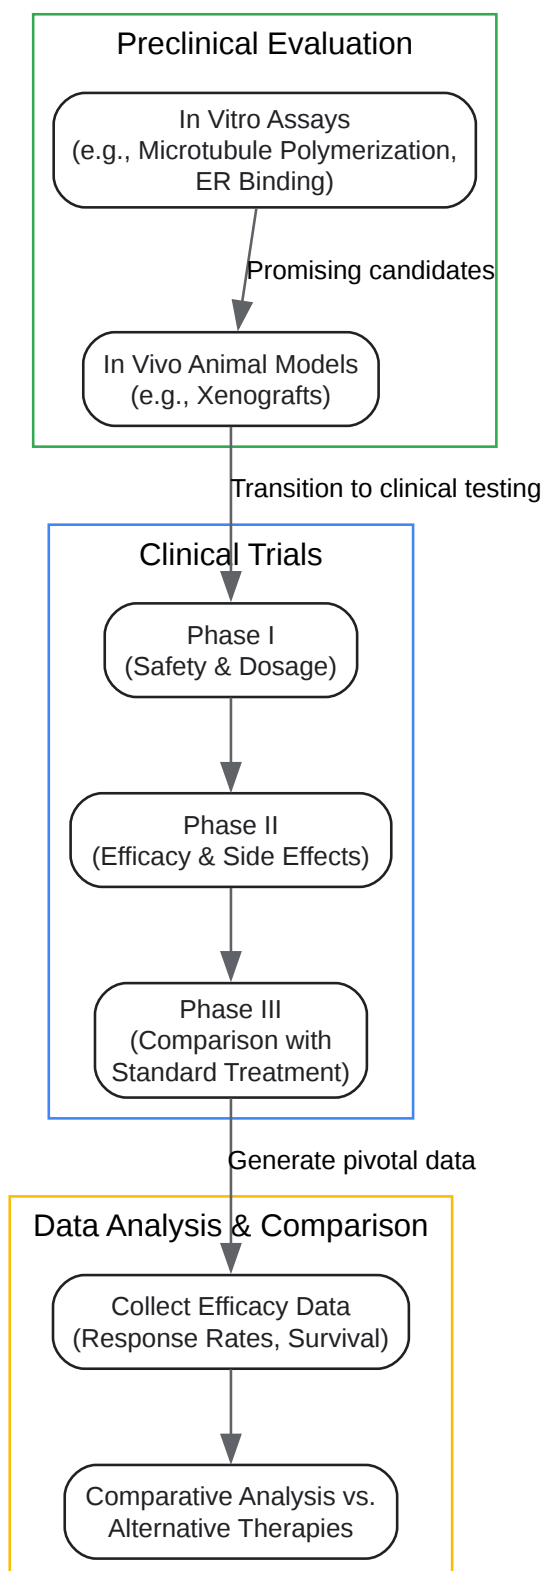 Preclinical Evaluation
In Vitro Assays
(e.g., Microtubule Polymerization,
ER Binding)
Promising candidates
In Vivo Animal Models
(e.g., Xenografts)
Transition to clinical testing
Clinical Trials
Phase I
(Safety & Dosage)
Phase II
(Efficacy & Side Effects)
Phase III
(Comparison with
Standard Treatment)
Generate pivotal data
Data Analysis & Comparison
Collect Efficacy Data
(Response Rates, Survival)
Comparative Analysis vs.
Alternative Therapies